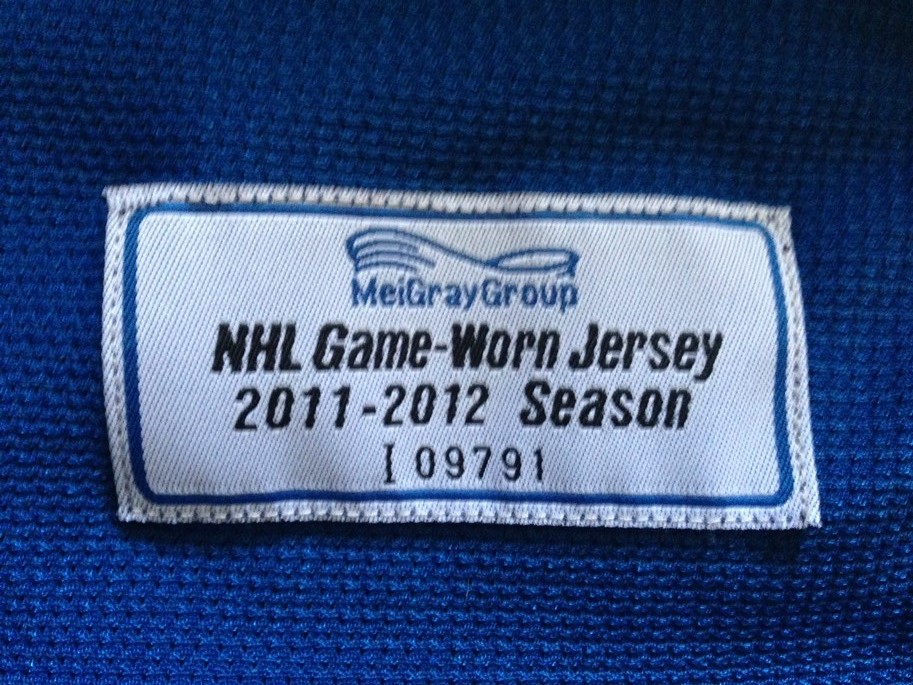 MeiGrayGroup
NHL Game-Worn Jersey
2011-2012 Season
I 09791